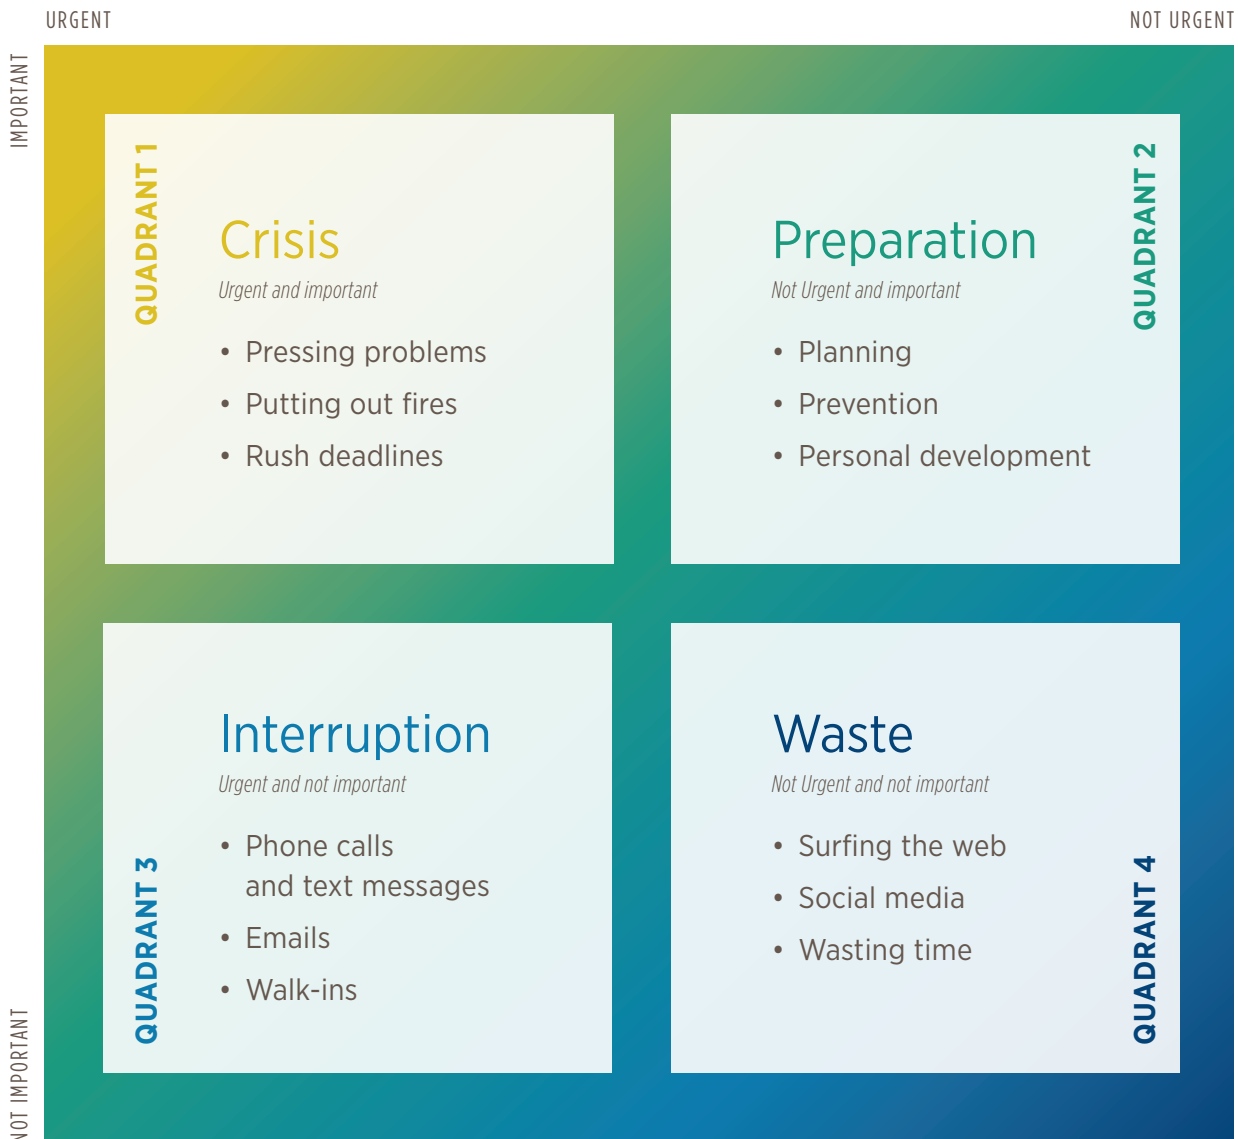 URGENT
NOT URGENT
IMPORTANT
QUADRANT 1
Crisis
Urgent and important
• Pressing problems
• Putting out fires
• Rush deadlines
QUADRANT 2
Preparation
Not Urgent and important
• Planning
• Prevention
• Personal development
NOT IMPORTANT
QUADRANT 3
Interruption
Urgent and not important
• Phone calls
and text messages
• Emails
• Walk-ins
QUADRANT 4
Waste
Not Urgent and not important
• Surfing the web
• Social media
• Wasting time